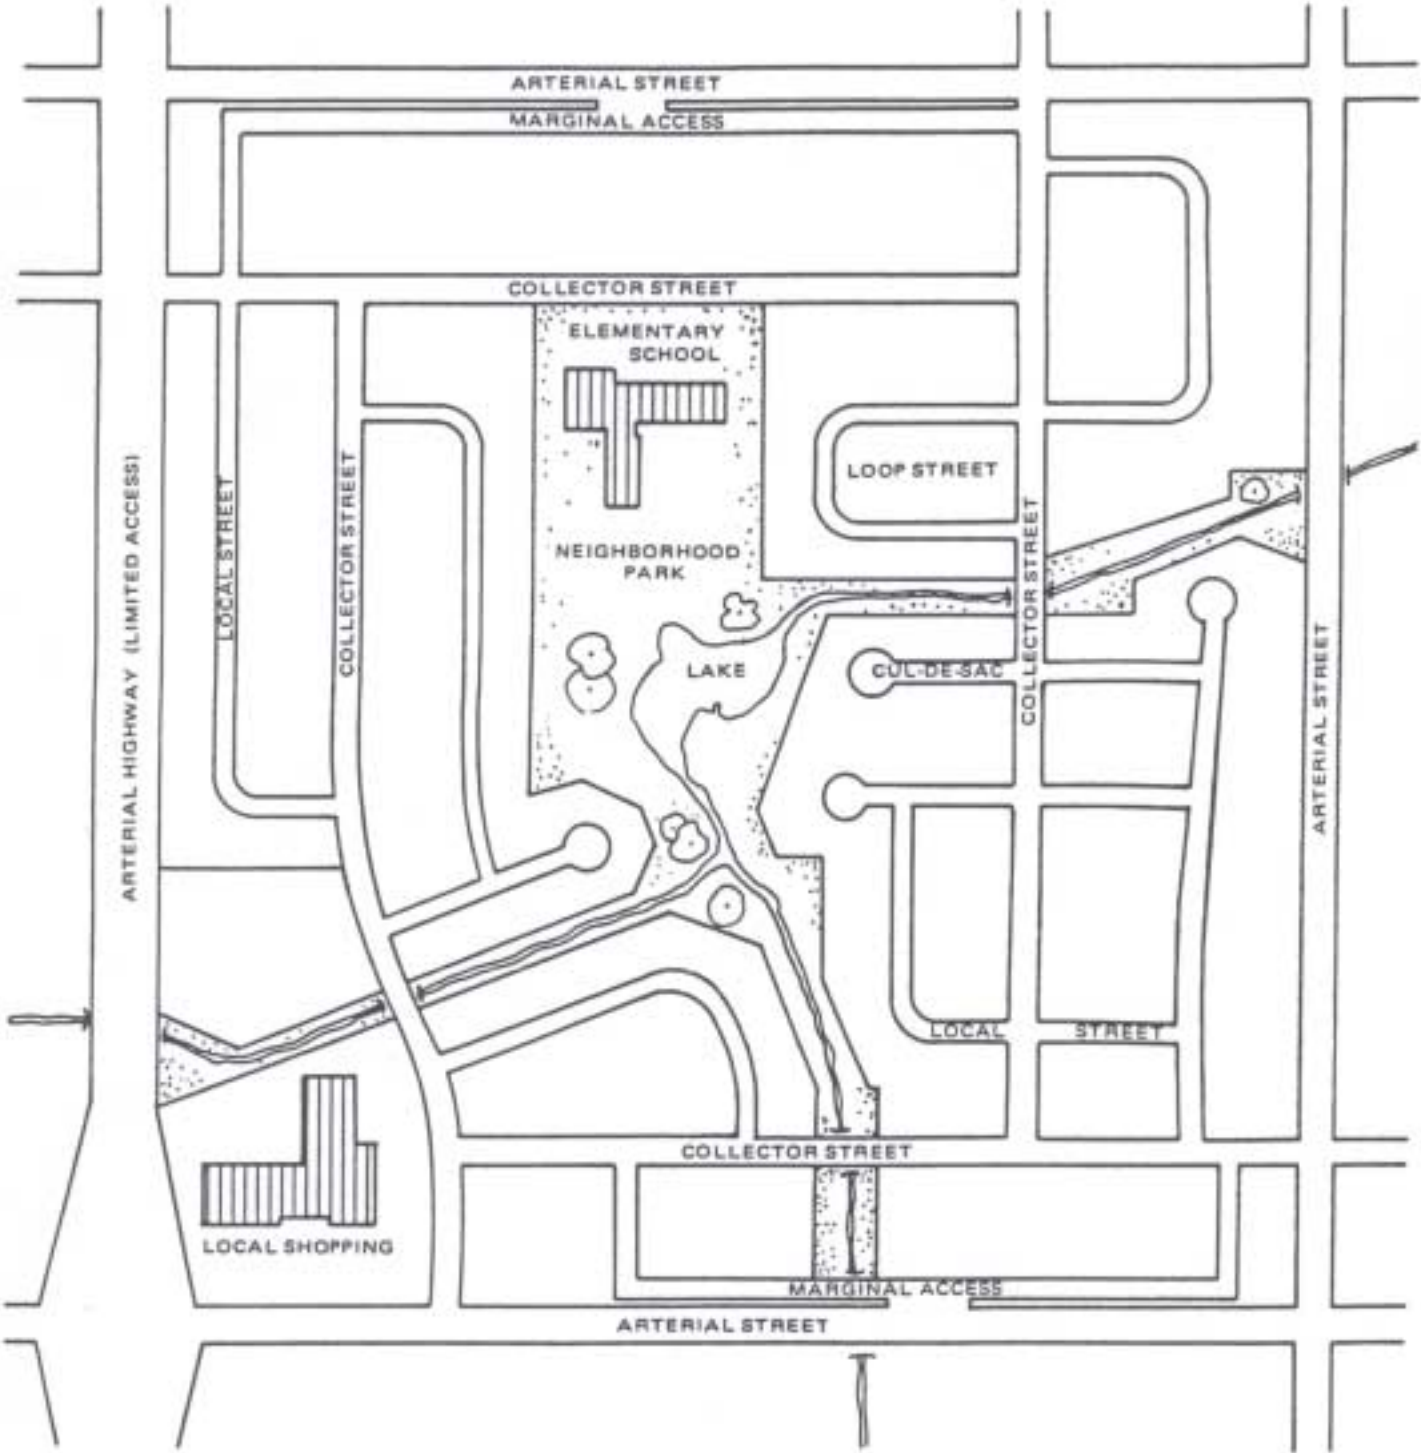 ARTERIAL STREET
MARGINAL ACCESS
COLLECTOR STREET
ELEMENTARY
SCHOOL
LOOP STREET
ARTERIAL HIGHWAY (LIMITED ACCESS)
LOCAL STREET
COLLECTOR STREET
NEIGHBORHOOD
PARK
COLLECTOR STREET
LAKE
CUL-DE-SAC
ARTERIAL STREET
LOCAL STREET
COLLECTOR STREET
LOCAL SHOPPING
MARGINAL ACCESS
ARTERIAL STREET